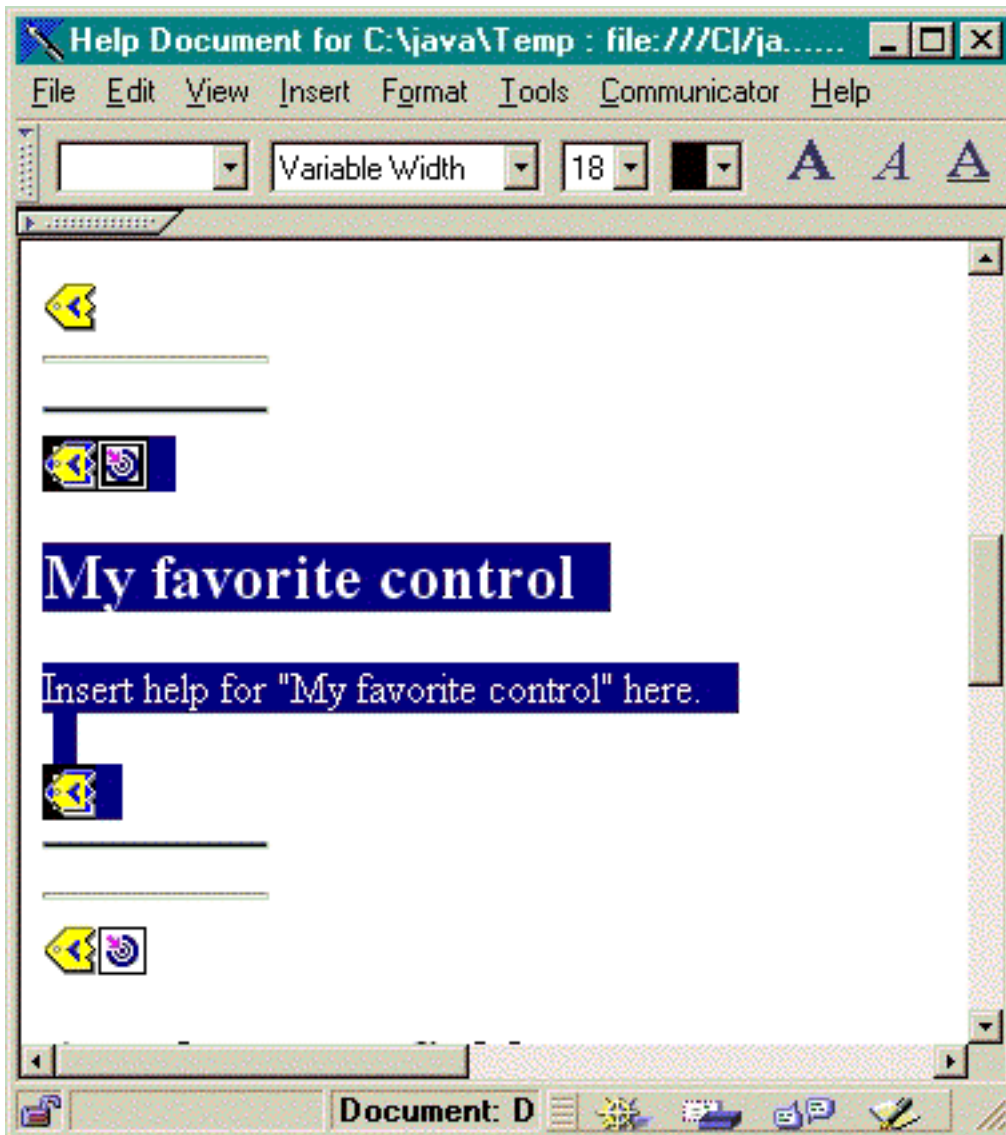 Help Document for C:\java\Temp : file:///C|/ja......
File Edit View Insert Format Tools Communicator Help
Variable Width 18 A A A
My favorite control
Insert help for "My favorite control" here.
Document: D